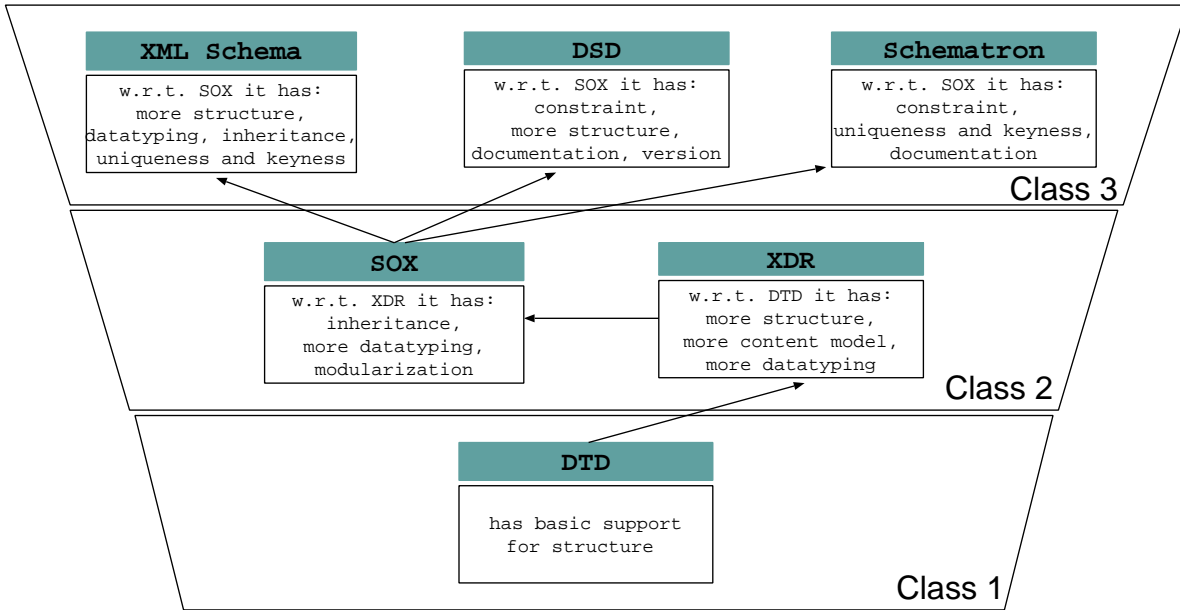 XML Schema
w.r.t. SOX it has:
more structure,
datatyping, inheritance,
uniqueness and keyness
DSD
w.r.t. SOX it has:
constraint,
more structure,
documentation, version
Schematron
w.r.t. SOX it has:
constraint,
uniqueness and keyness,
documentation
Class 3
SOX
w.r.t. XDR it has:
inheritance,
more datatyping,
modularization
XDR
w.r.t. DTD it has:
more structure,
more content model,
more datatyping
Class 2
DTD
has basic support
for structure
Class 1